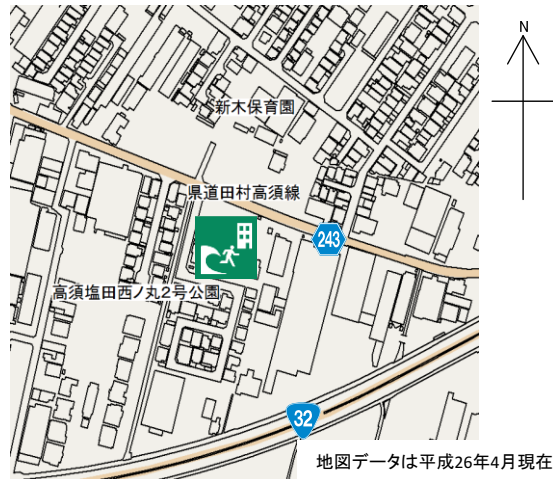 N
新木保育園
県道田村高須線
243
高須塩田西ノ丸2号公園
32
地図データは平成26年4月現在